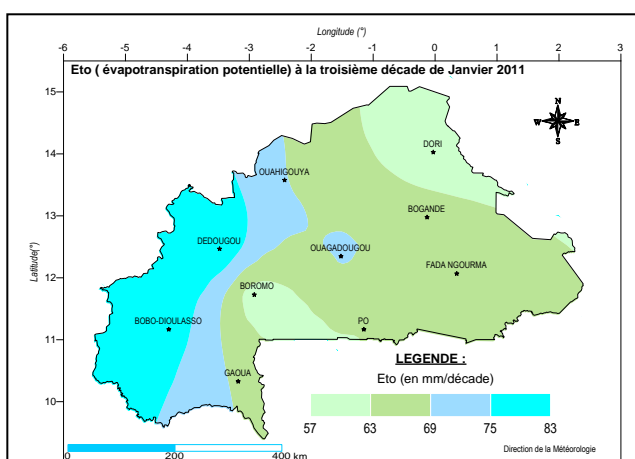 Longitude (°)
-6 -5 -4 -3 -2 -1 0 1 2 3
Eto ( évapotranspiration potentielle) à la troisième décade de Janvier 2011
15
N
W E
S
DORI
14
OUAHIGOUYA
BOGANDE
13
DEDOUGOU
OUAGADOUGOU
Latitude(°)
FADA NGOURMA
12
BOROMO
BOBO-DIOULASSO
PO
11
LEGENDE :
GAOUA
Eto (en mm/décade)
10
57 63 69 75 83
Direction de la Météorologie
0 200 400 km